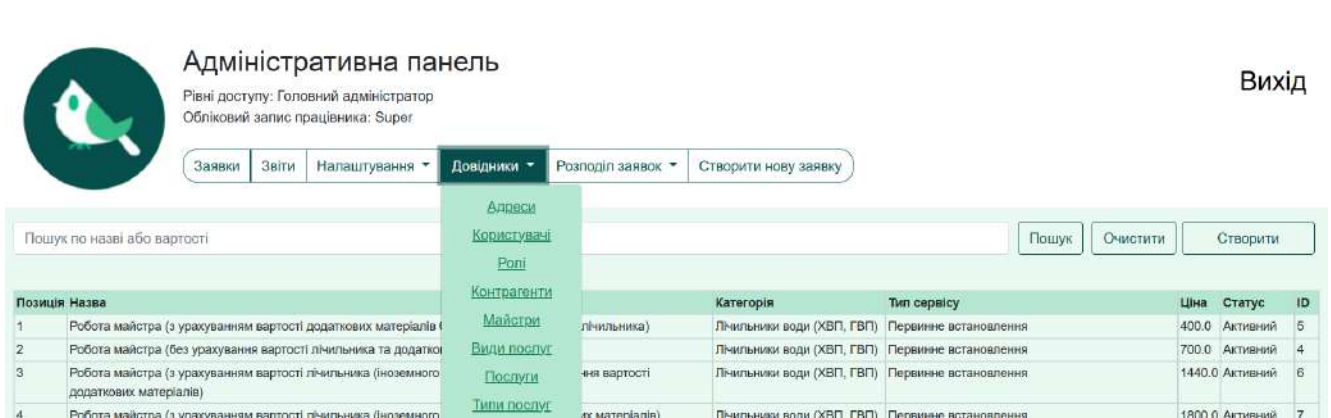 Адміністративна панель
Вихід
Рівні доступу: Головний адміністратор
Обліковий запис працівника: Super
Заявки Звіти Налаштування Довідники Розподіл заявок Створити нову заявку
Адреси
Користувачі
Ролі
Контрагенти
Майстри
Види послуг
Послуги
Типи послуг
Пошук по назві або вартості Пошук Очистити Створити
Позиція Назва Категорія Тип сервісу Ціна Статус ID
1 Робота майстра (з урахуванням вартості додаткових матеріалів лічильника) Лічильники води (ХВП, ГВП) Первинне встановлення 400.0 Активний 5
2 Робота майстра (без урахування вартості лічильника та Лічильники води (ХВП, ГВП) Первинне встановлення 700.0 Активний 4
3 Робота майстра (з урахуванням вартості лічильника (іноземного вартості Лічильники води (ХВП, ГВП) Первинне встановлення 1440.0 Активний 6
додаткових матеріалів)
4 Робота майстра (з урахуванням вартості лічильника (іноземного матеріалів) Лічильники води (ХВП, ГВП) Первинне встановлення 1800.0 Активний 7